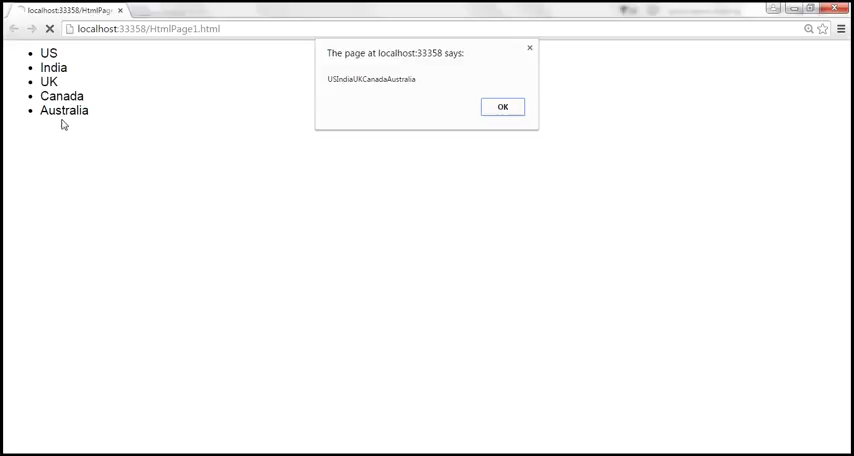 localhost:33358/HtmlPag
localhost:33358/HtmlPage1.html
US
India
UK
Canada
Australia
The page at localhost:33358 says:
USIndiaUKCanadaAustralia
OK